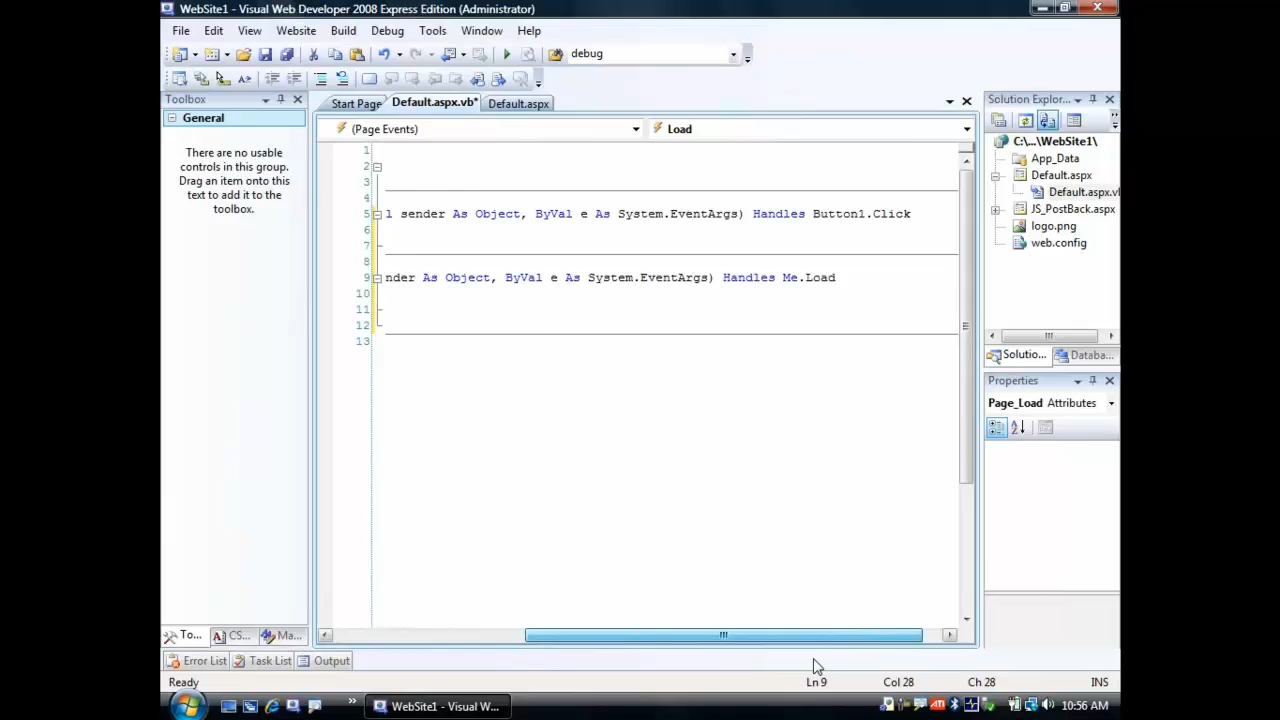 WebSite1 - Visual Web Developer 2008 Express Edition (Administrator)
File Edit View Website Build Debug Tools Window Help
debug
Toolbox
General
There are no usable
controls in this group.
Drag an item onto this
text to add it to the
toolbox.
To... CS... Ma...
Start Page Default.aspx.vb* Default.aspx
(Page Events) Load
1
2
3
4
5 l sender As Object, ByVal e As System.EventArgs) Handles Button1.Click
6
7
8
9 nder As Object, ByVal e As System.EventArgs) Handles Me.Load
10
11
12
13
Solution Explor...
C:\...\WebSite1\
App_Data
Default.aspx
Default.aspx.vb
JS_PostBack.aspx
logo.png
web.config
Solutio... Databa...
Properties
Page_Load Attributes
Error List Task List Output
Ready Ln 9 Col 28 Ch 28 INS
WebSite1 - Visual W... 10:56 AM